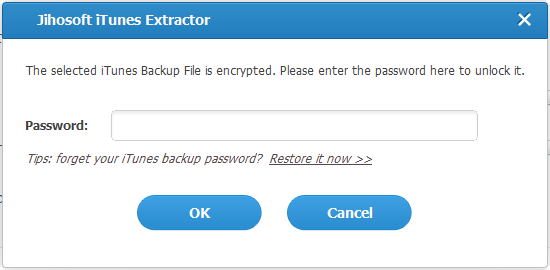 Jihosoft iTunes Extractor
The selected iTunes Backup File is encrypted. Please enter the password here to unlock it.
Password:
Tips: forget your iTunes backup password? Restore it now >>
OK Cancel